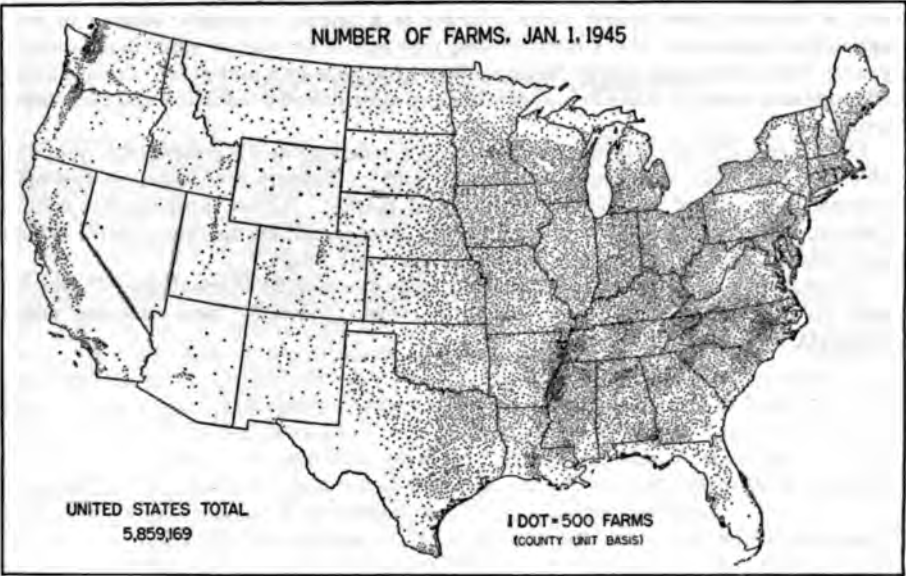 NUMBER OF FARMS, JAN. 1, 1945
UNITED STATES TOTAL
5,859,169
1 DOT = 500 FARMS
(COUNTY UNIT BASIS)